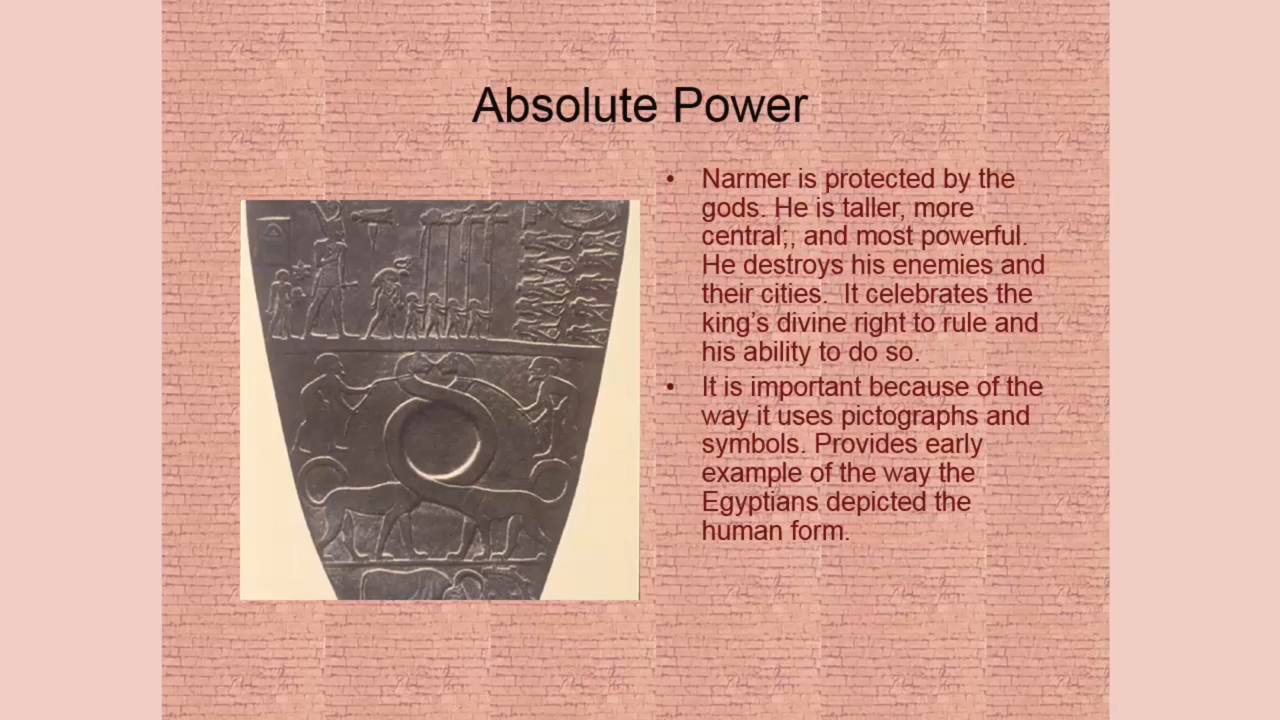 Absolute Power
• Narmer is protected by the
gods. He is taller, more
central;, and most powerful.
He destroys his enemies and
their cities.  It celebrates the
king's divine right to rule and
his ability to do so.
• It is important because of the
way it uses pictographs and
symbols. Provides early
example of the way the
Egyptians depicted the
human form.